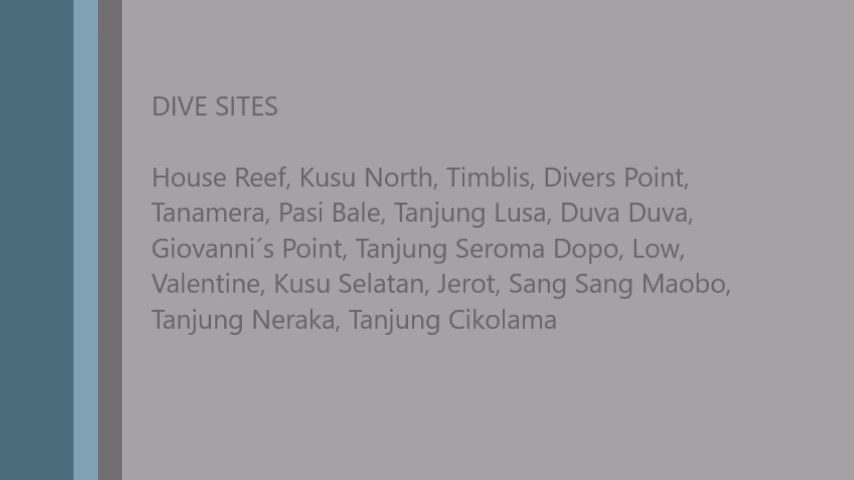 DIVE SITES
House Reef, Kusu North, Timblis, Divers Point,
Tanamera, Pasi Bale, Tanjung Lusa, Duva Duva,
Giovanni´s Point, Tanjung Seroma Dopo, Low,
Valentine, Kusu Selatan, Jerot, Sang Sang Maobo,
Tanjung Neraka, Tanjung Cikolama